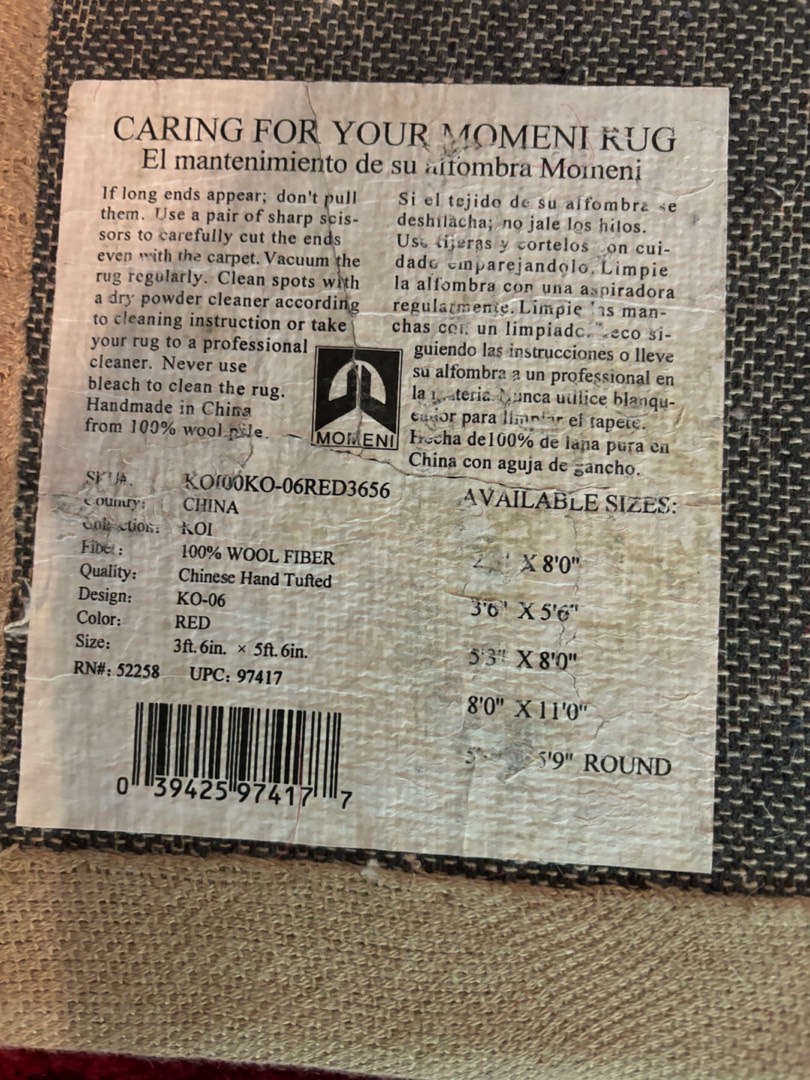 CARING FOR YOUR MOMENI RUG
El mantenimiento de su alfombra Momeni
If long ends appear; don't pull
them. Use a pair of sharp scis-
sors to carefully cut the ends
even with the carpet. Vacuum the
rug regularly. Clean spots with
a dry powder cleaner according
to cleaning instruction or take
your rug to a professional
cleaner. Never use
bleach to clean the rug.
Handmade in China
from 100% wool pile.
Si el tejido de su alfombra se
deshilacha; no jale los hilos.
Use tijeras y cortelos con cui-
dado emparejandolo. Limpie
la alfombra con una aspiradora
regularmente. Limpie las man-
chas con un limpiado. seco si-
guiendo las instrucciones o lleve
su alfombra a un professional en
la materia. Nunca utilice blanqu-
eador para limpiar el tapete.
Hecha de100% de lana pura en
China con aguja de gancho.
MOMENI
SKU#. KOI00KO-06RED3656
Country: CHINA
Collection: KOI
Fiber: 100% WOOL FIBER
Quality: Chinese Hand Tufted
Design: KO-06
Color: RED
Size: 3ft. 6in. × 5ft. 6in.
RN#: 52258 UPC: 97417
0 39425 97417 7
AVAILABLE SIZES:
X 8'0"
3'6" X 5'6"
5'3" X 8'0"
8'0" X 11'0"
5'9" ROUND